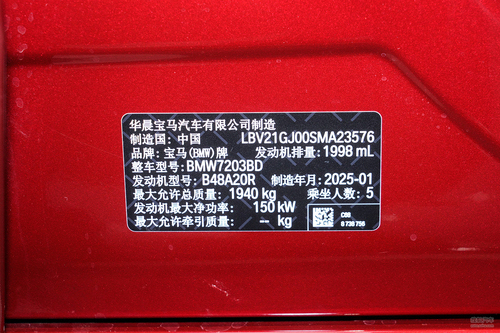 华晨宝马汽车有限公司制造
制造国: 中国 LBV21GJ00SMA23576
品牌: 宝马(BMW)牌 发动机排量: 1998 mL
整车型号: BMW7203BD
发动机型号: B48A20R 制造年月: 2025-01
最大允许总质量: 1940 kg 乘坐人数: 5
发动机最大净功率: 150 kW
最大允许牵引质量: -- kg
C68
8 738 758